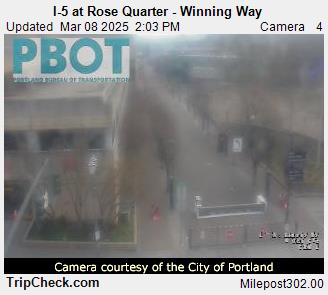 I-5 at Rose Quarter - Winning Way
Updated Mar 08 2025 2:03 PM Camera 4
PBOT
PORTLAND BUREAU OF TRANSPORTATION
Camera courtesy of the City of Portland
TripCheck.com Milepost302.00